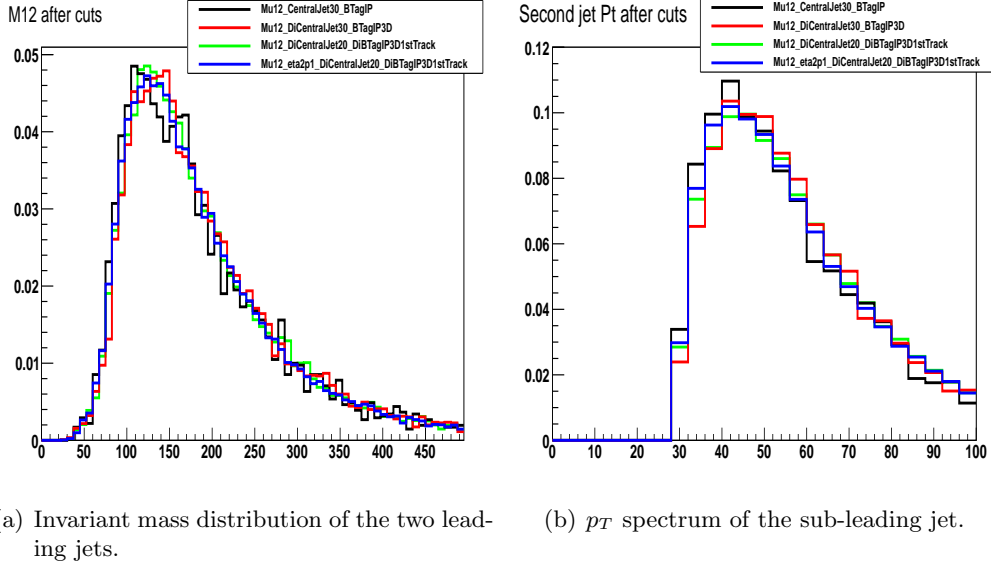 M12 after cuts
Mu12_CentralJet30_BTagIP
Mu12_DiCentralJet30_BTagIP3D
Mu12_DiCentralJet20_DiBTagIP3D1stTrack
Mu12_eta2p1_DiCentralJet20_DiBTagIP3D1stTrack
0.05
0.04
0.03
0.02
0.01
0
0 50 100 150 200 250 300 350 400 450
Second jet Pt after cuts
Mu12_CentralJet30_BTagIP
Mu12_DiCentralJet30_BTagIP3D
Mu12_DiCentralJet20_DiBTagIP3D1stTrack
Mu12_eta2p1_DiCentralJet20_DiBTagIP3D1stTrack
0.12
0.1
0.08
0.06
0.04
0.02
0
0 10 20 30 40 50 60 70 80 90 100
a) Invariant mass distribution of the two lead-
ing jets.
(b) p_T spectrum of the sub-leading jet.